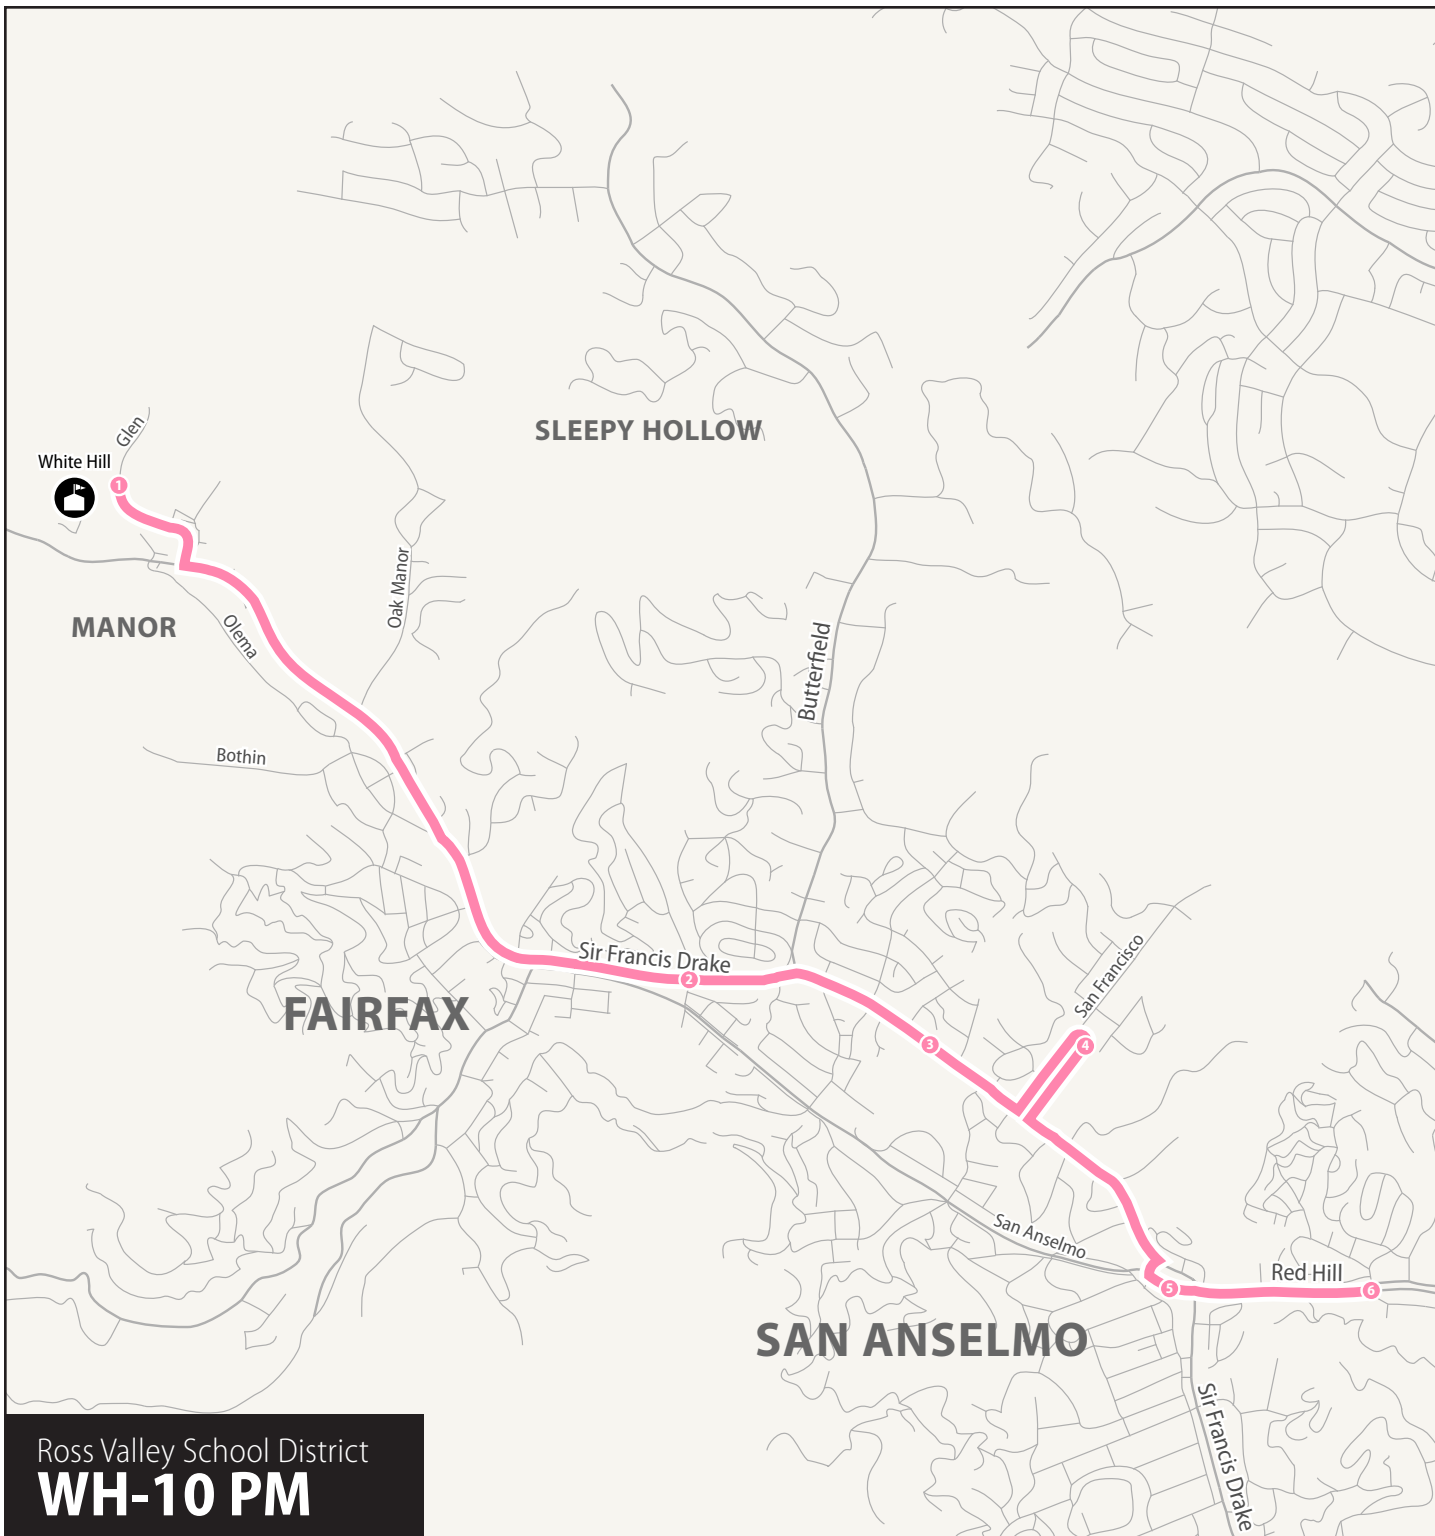 SLEEPY HOLLOW
Glen
White Hill
1
Oak Manor
MANOR
Olema
Butterfield
Bothin
San Francisco
Sir Francis Drake
2
FAIRFAX
3
4
San Anselmo
Red Hill
5
6
SAN ANSELMO
Sir Francis Drake
Ross Valley School District
WH-10 PM